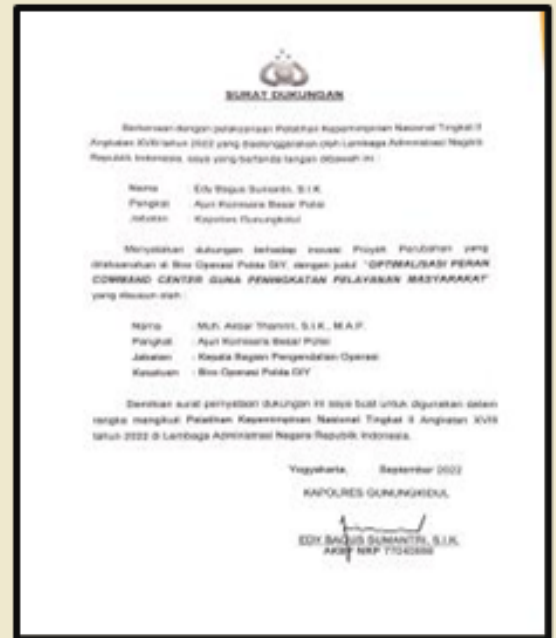 SURAT DUKUNGAN
Berkenaan dengan pelaksanaan Pelatihan Kepemimpinan Nasional Tingkat II
Angkatan XVIII tahun 2022 yang diselenggarakan oleh Lembaga Administrasi Negara
Republik Indonesia, saya yang bertanda tangan dibawah ini :
Nama : Edy Bagus Sumantri, S.I.K.
Pangkat : Ajun Komisaris Besar Polisi
Jabatan : Kapolres Gunungkidul
Menyatakan dukungan terhadap inovasi Proyek Perubahan yang
dilaksanakan di Biro Operasi Polda DIY, dengan judul "OPTIMALISASI PERAN
COMMAND CENTER GUNA PENINGKATAN PELAYANAN MASYARAKAT"
yang disusun oleh :
Nama : Muh. Akbar Thamrin, S.I.K., M.A.P.
Pangkat : Ajun Komisaris Besar Polisi
Jabatan : Kepala Bagian Pengendalian Operasi
Kesatuan : Biro Operasi Polda DIY
Demikian surat pernyataan dukungan ini saya buat untuk digunakan dalam
rangka mengikuti Pelatihan Kepemimpinan Nasional Tingkat II Angkatan XVIII
tahun 2022 di Lembaga Administrasi Negara Republik Indonesia.
Yogyakarta, September 2022
KAPOLRES GUNUNGKIDUL
EDY BAGUS SUMANTRI, S.I.K.
AKBP NRP